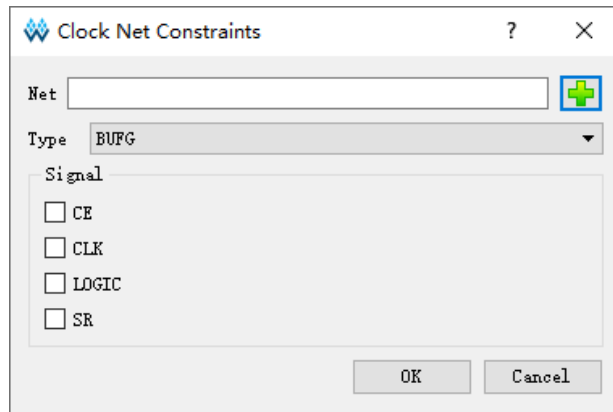 Clock Net Constraints ?
Net
Type BUFG
Signal
CE
CLK
LOGIC
SR
OK Cancel